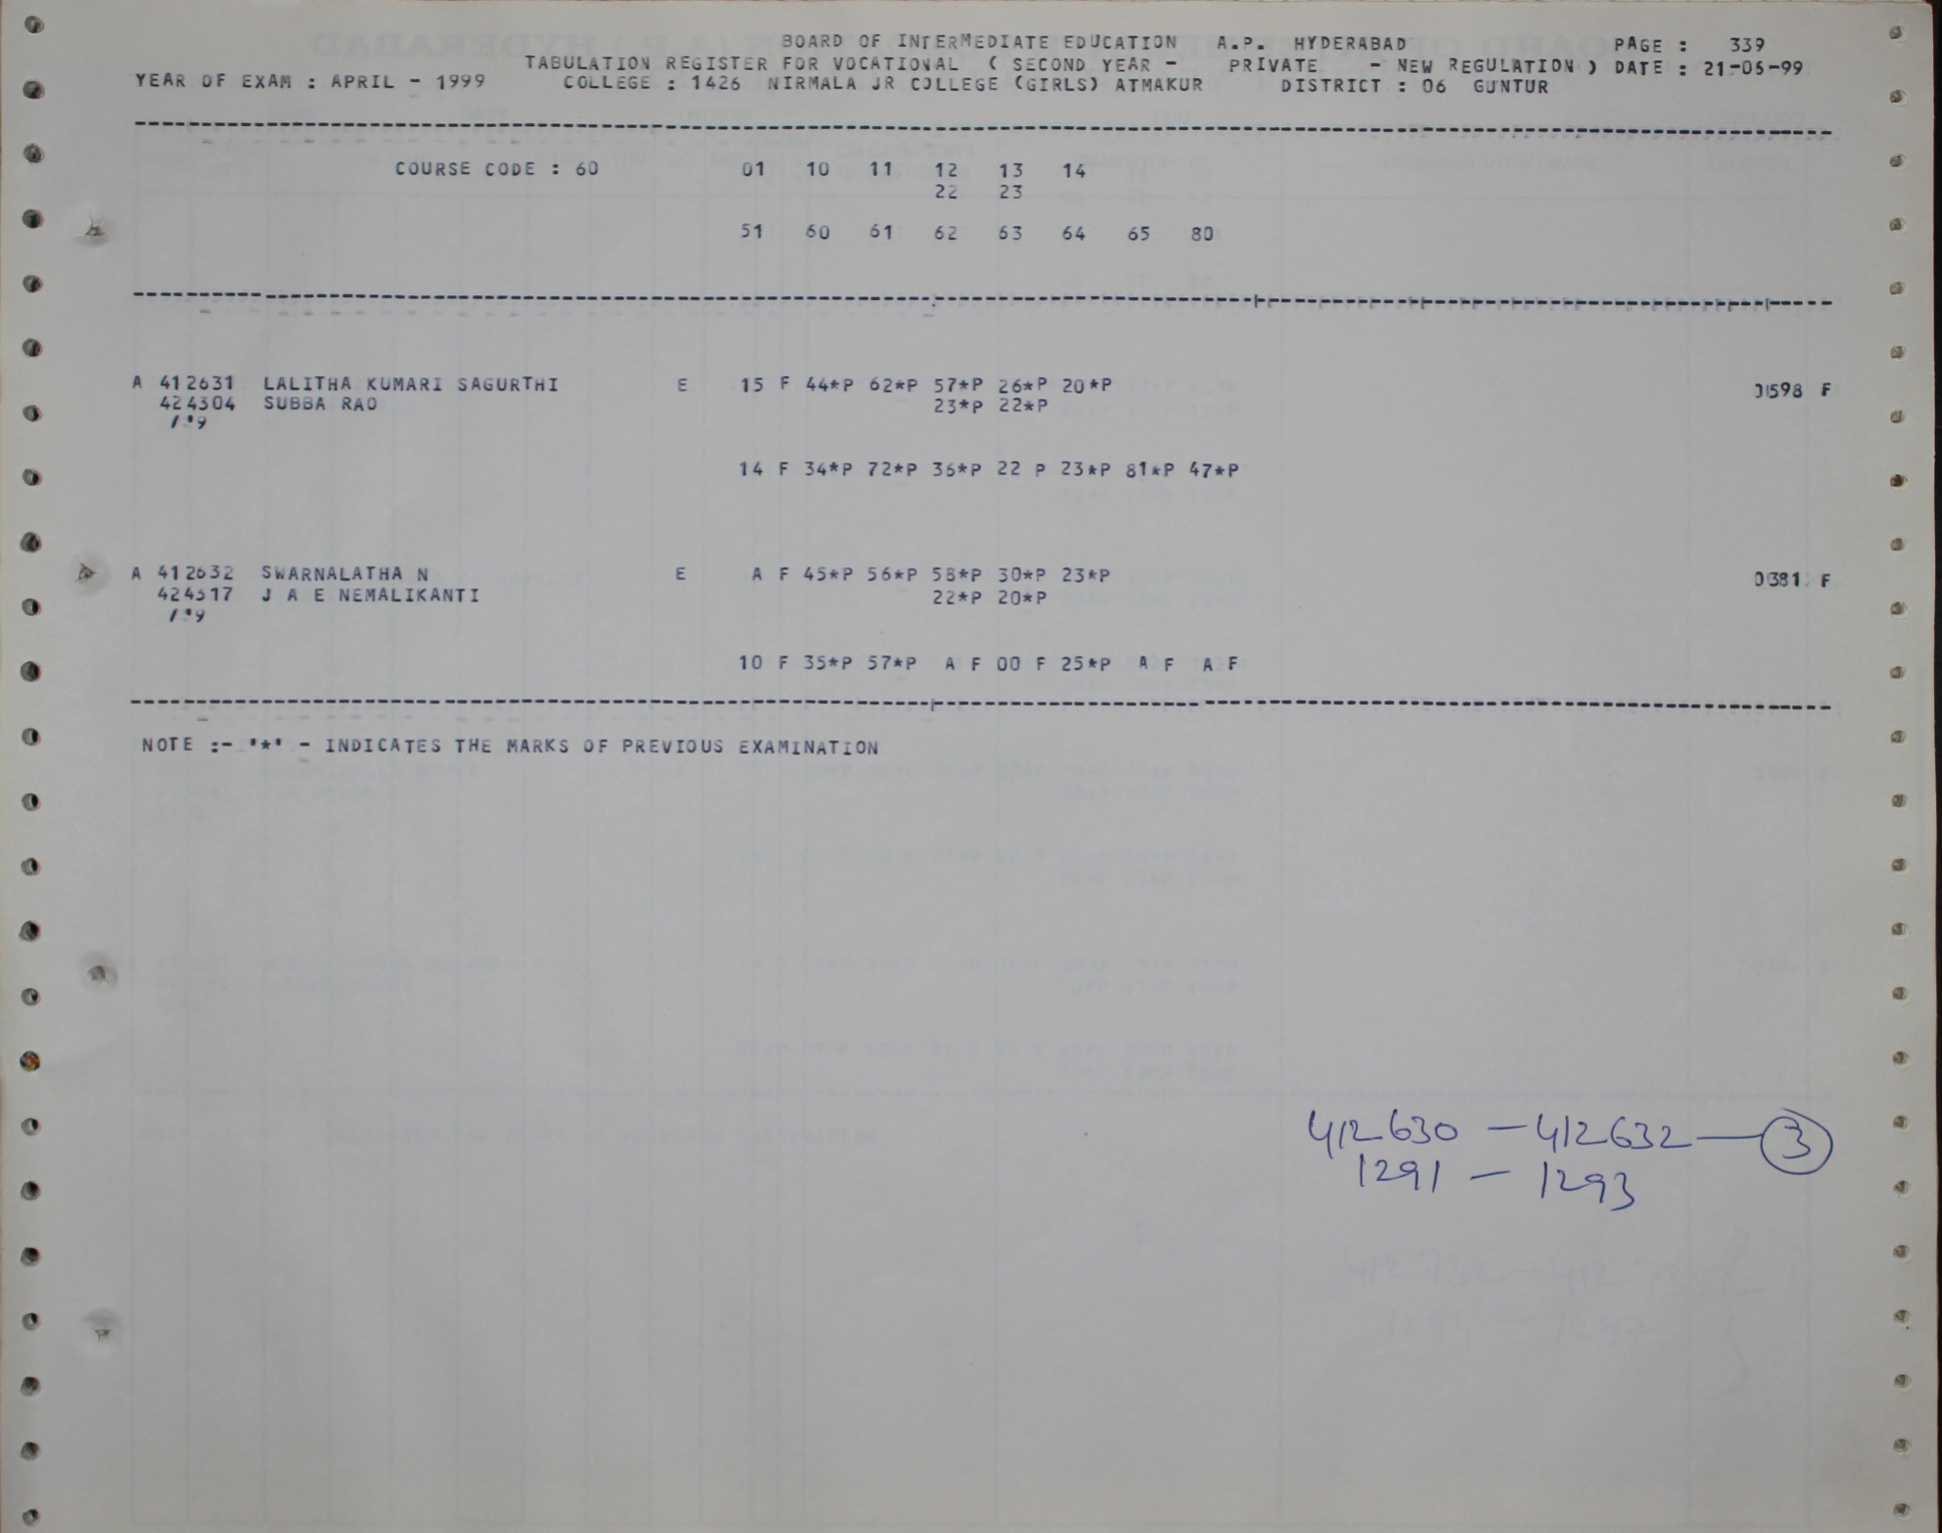 BOARD OF INTERMEDIATE EDUCATION A.P. HYDERABAD PAGE : 339
TABULATION REGISTER FOR VOCATIONAL ( SECOND YEAR - PRIVATE - NEW REGULATION ) DATE : 21-06-99
YEAR OF EXAM : APRIL - 1999 COLLEGE : 1426 NIRMALA JR COLLEGE (GIRLS) ATMAKUR DISTRICT : 06 GUNTUR
COURSE CODE : 60 01 10 11 12 13 14
22 23
51 60 61 62 63 64 65 80
A 412631 LALITHA KUMARI SAGURTHI E 15 F 44*P 62*P 57*P 26*P 20*P 0598 F
424304 SUBBA RAO 23*P 22*P
14 F 34*P 72*P 36*P 22 P 23*P 81*P 47*P
A 412632 SWARNALATHA N E A F 45*P 56*P 58*P 30*P 23*P 0381 F
424317 J A E NEMALIKANTI 22*P 20*P
10 F 35*P 57*P A F 00 F 25*P A F A F
NOTE :- '*' - INDICATES THE MARKS OF PREVIOUS EXAMINATION
412630 - 412632 - 3
1291 - 1293